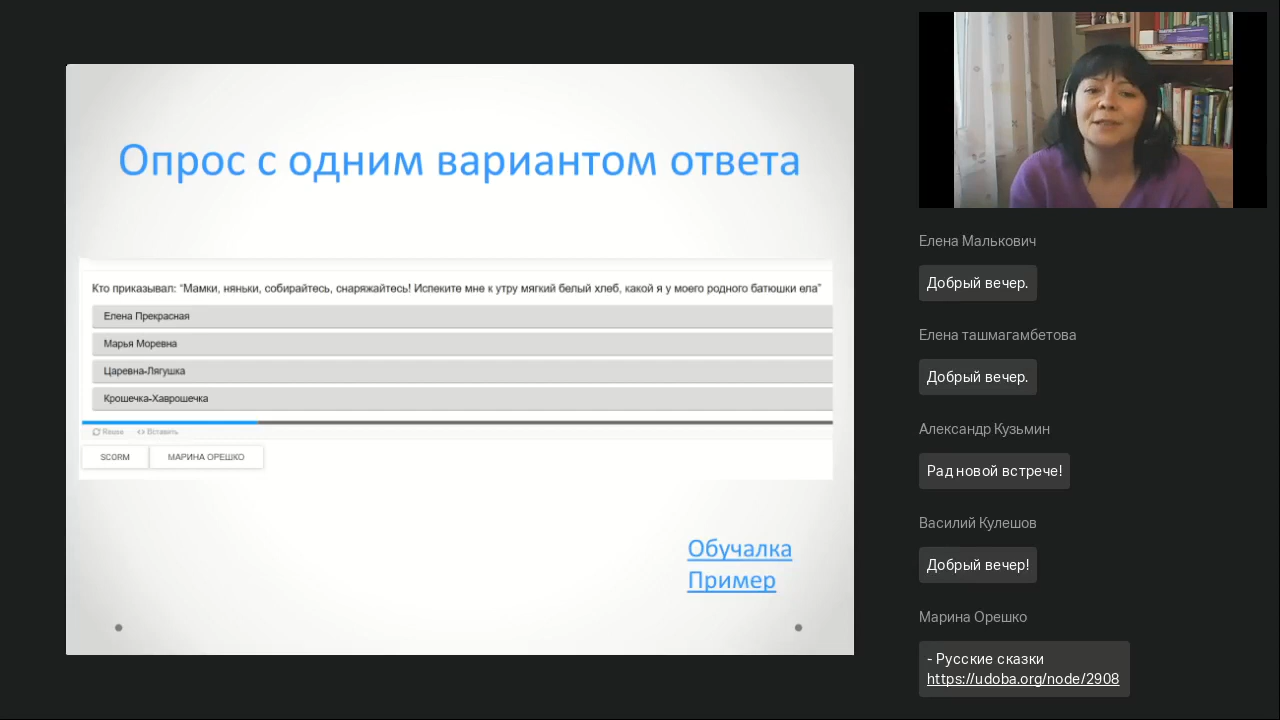 Опрос с одним вариантом ответа
Кто приказывал: “Мамки, няньки, собирайтесь, снаряжайтесь! Испеките мне к утру мягкий белый хлеб, какой я у моего родного батюшки ела”
Елена Прекрасная
Марья Моревна
Царевна-Лягушка
Крошечка-Хаврошечка
Reuse <> Вставить
SCORM МАРИНА ОРЕШКО
Обучалка
Пример
Елена Малькович
Добрый вечер.
Елена ташмагамбетова
Добрый вечер.
Александр Кузьмин
Рад новой встрече!
Василий Кулешов
Добрый вечер!
Марина Орешко
- Русские сказки
https://udoba.org/node/2908